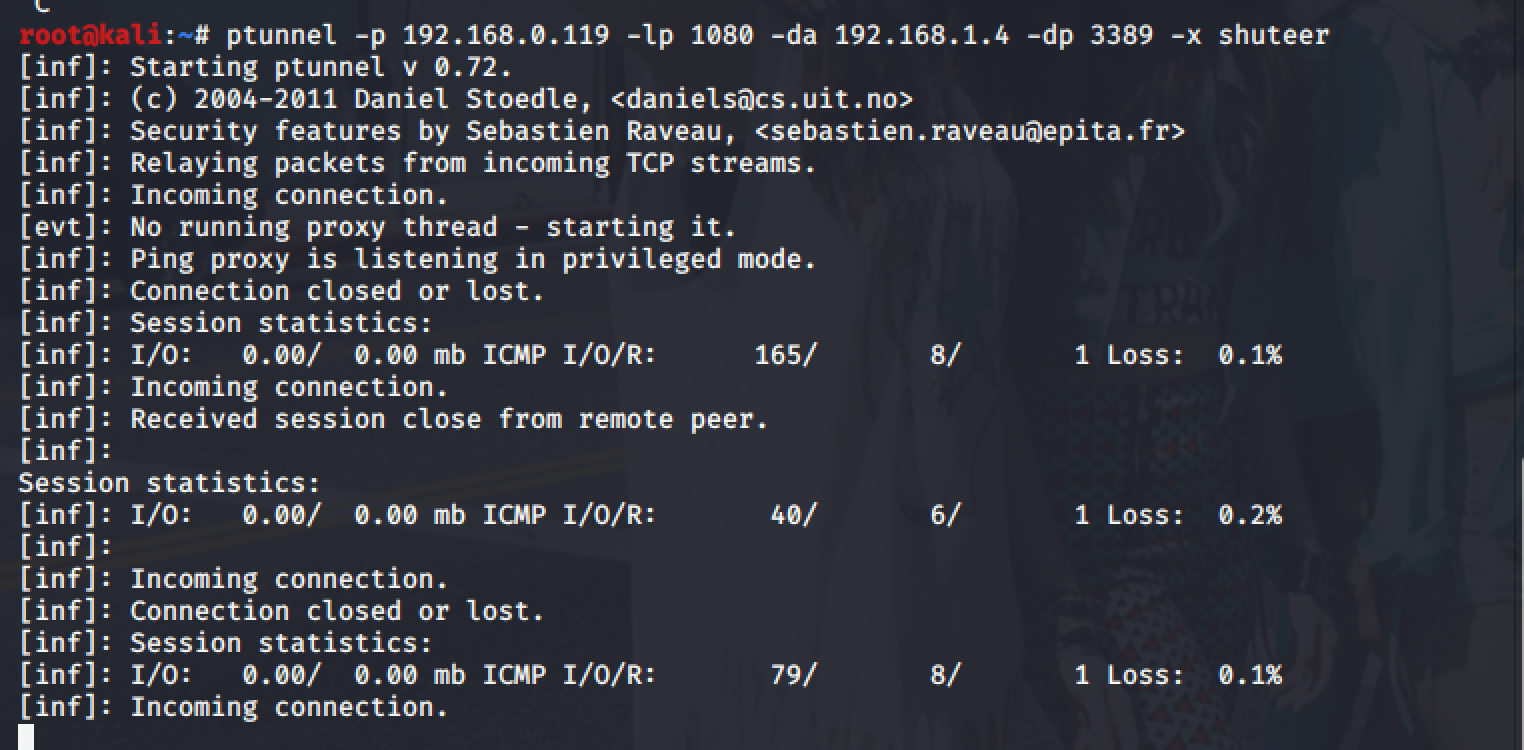 C
root@kali:~# ptunnel -p 192.168.0.119 -lp 1080 -da 192.168.1.4 -dp 3389 -x shuteer
[inf]: Starting ptunnel v 0.72.
[inf]: (c) 2004-2011 Daniel Stoedle, <daniels@cs.uit.no>
[inf]: Security features by Sebastien Raveau, <sebastien.raveau@epita.fr>
[inf]: Relaying packets from incoming TCP streams.
[inf]: Incoming connection.
[evt]: No running proxy thread - starting it.
[inf]: Ping proxy is listening in privileged mode.
[inf]: Connection closed or lost.
[inf]: Session statistics:
[inf]: I/O:   0.00/  0.00 mb ICMP I/O/R:      165/       8/       1 Loss:  0.1%
[inf]: Incoming connection.
[inf]: Received session close from remote peer.
[inf]:
Session statistics:
[inf]: I/O:   0.00/  0.00 mb ICMP I/O/R:       40/       6/       1 Loss:  0.2%
[inf]:
[inf]: Incoming connection.
[inf]: Connection closed or lost.
[inf]: Session statistics:
[inf]: I/O:   0.00/  0.00 mb ICMP I/O/R:       79/       8/       1 Loss:  0.1%
[inf]: Incoming connection.